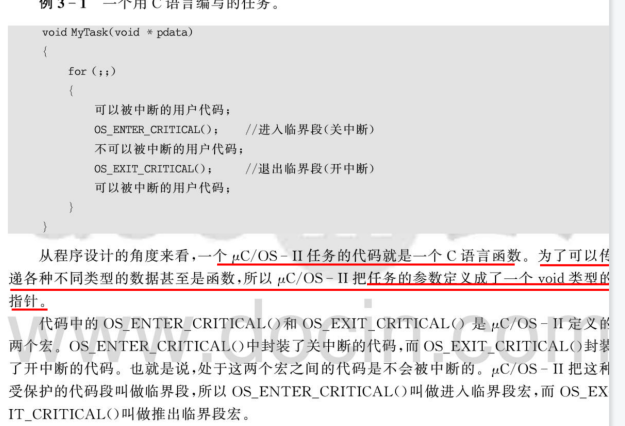 例 3-1 一个用 C 语言编写的任务。
void MyTask(void * pdata)
{
for (;;)
{
可以被中断的用户代码;
OS_ENTER_CRITICAL(); //进入临界段(关中断)
不可以被中断的用户代码;
OS_EXIT_CRITICAL(); //退出临界段(开中断)
可以被中断的用户代码;
}
}
从程序设计的角度来看,一个 μC/OS-II 任务的代码就是一个 C 语言函数。为了可以传
递各种不同类型的数据甚至是函数,所以 μC/OS-II 把任务的参数定义成了一个 void 类型的
指针。
代码中的 OS_ENTER_CRITICAL()和 OS_EXIT_CRITICAL() 是 μC/OS-II 定义的
两个宏。OS_ENTER_CRITICAL()中封装了关中断的代码,而 OS_EXIT_CRITICAL()封装
了开中断的代码。也就是说,处于这两个宏之间的代码是不会被中断的。μC/OS-II 把这种
受保护的代码段叫做临界段,所以 OS_ENTER_CRITICAL()叫做进入临界段宏,而 OS_EX
IT_CRITICAL()叫做推出临界段宏。
www.docin.com